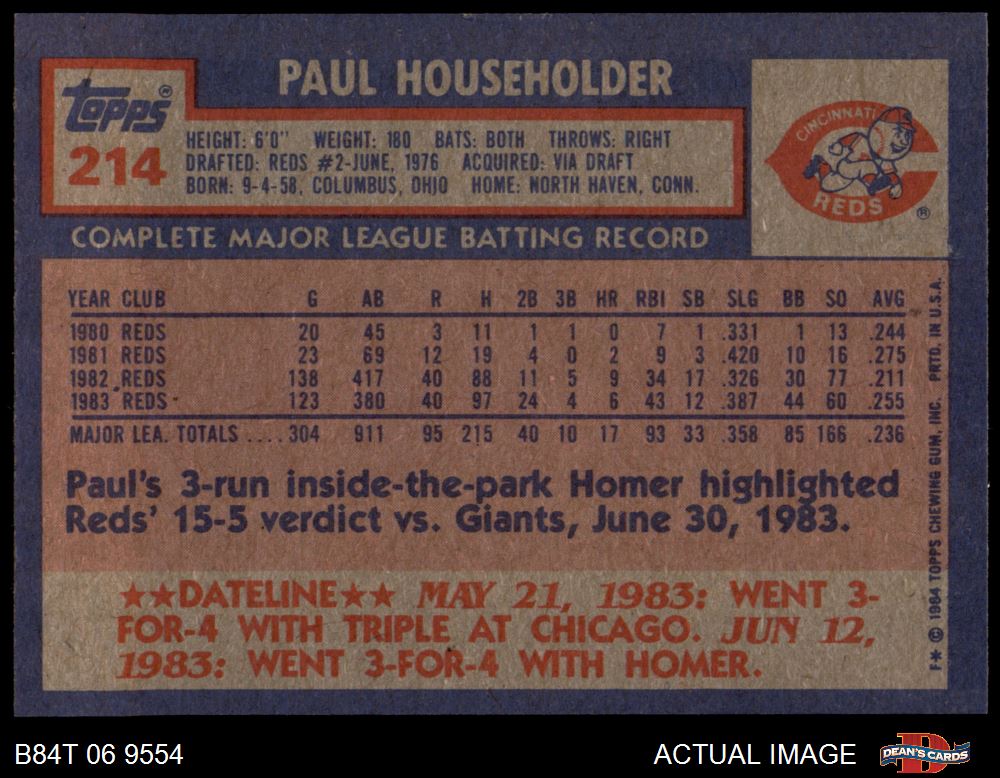 PAUL HOUSEHOLDER
Topps®
214
HEIGHT: 6'0" WEIGHT: 180 BATS: BOTH THROWS: RIGHT
DRAFTED: REDS #2-JUNE, 1976 ACQUIRED: VIA DRAFT
BORN: 9-4-58, COLUMBUS, OHIO HOME: NORTH HAVEN, CONN.
CINCINNATI
REDS
®
COMPLETE MAJOR LEAGUE BATTING RECORD
YEAR CLUB G AB R H 2B 3B HR RBI SB SLG BB SO AVG
1980 REDS 20 45 3 11 1 1 0 7 1 .331 1 13 .244
1981 REDS 23 69 12 19 4 0 2 9 3 .420 10 16 .275
1982 REDS 138 417 40 88 11 5 9 34 17 .326 30 77 .211
1983 REDS 123 380 40 97 24 4 6 43 12 .387 44 60 .255
MAJOR LEA. TOTALS ....304 911 95 215 40 10 17 93 33 .358 85 166 .236
Paul's 3-run inside-the-park Homer highlighted
Reds' 15-5 verdict vs. Giants, June 30, 1983.
★★DATELINE★★ MAY 21, 1983: WENT 3-
FOR-4 WITH TRIPLE AT CHICAGO. JUN 12,
1983: WENT 3-FOR-4 WITH HOMER.
F★ © 1984 TOPPS CHEWING GUM, INC. PRTD. IN U.S.A.
B84T 06 9554
ACTUAL IMAGE
DEAN'S CARDS